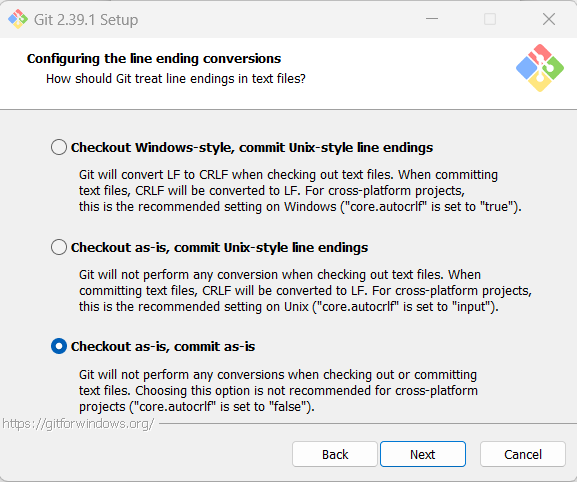 Git 2.39.1 Setup
Configuring the line ending conversions
How should Git treat line endings in text files?
Checkout Windows-style, commit Unix-style line endings
Git will convert LF to CRLF when checking out text files. When committing
text files, CRLF will be converted to LF. For cross-platform projects,
this is the recommended setting on Windows ("core.autocrlf" is set to "true").
Checkout as-is, commit Unix-style line endings
Git will not perform any conversion when checking out text files. When
committing text files, CRLF will be converted to LF. For cross-platform projects,
this is the recommended setting on Unix ("core.autocrlf" is set to "input").
Checkout as-is, commit as-is
Git will not perform any conversions when checking out or committing
text files. Choosing this option is not recommended for cross-platform
projects ("core.autocrlf" is set to "false").
https://gitforwindows.org/
Back Next Cancel